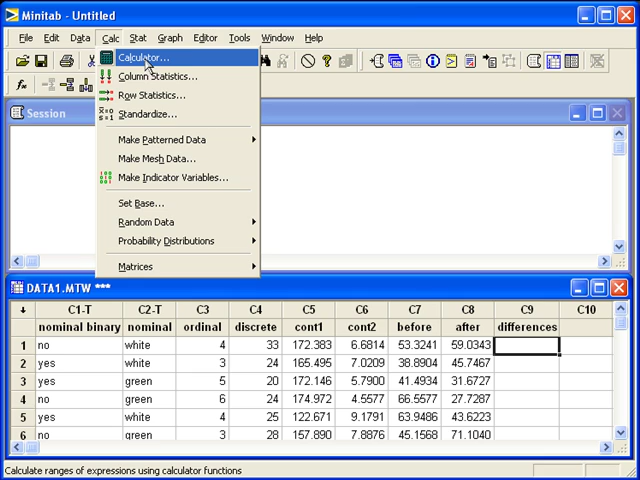 Minitab - Untitled
File Edit Data Calc Stat Graph Editor Tools Window Help
Calculator...
Column Statistics...
Row Statistics...
Standardize...
Make Patterned Data
Make Mesh Data...
Make Indicator Variables...
Set Base...
Random Data
Probability Distributions
Matrices
Session
DATA1.MTW ***
C1-T C2-T C3 C4 C5 C6 C7 C8 C9 C10
nominal binary nominal ordinal discrete cont1 cont2 before after differences
1 no white 4 33 172.383 6.6814 53.3241 59.0343
2 yes white 3 24 165.495 7.0209 38.8904 45.7467
3 yes green 5 20 172.146 5.7900 41.4934 31.6727
4 no green 6 24 174.972 4.5577 66.5577 27.7287
5 yes white 4 25 122.671 9.1791 63.9486 43.6223
6 no green 3 28 157.890 7.8876 45.1568 71.1040
Calculate ranges of expressions using calculator functions